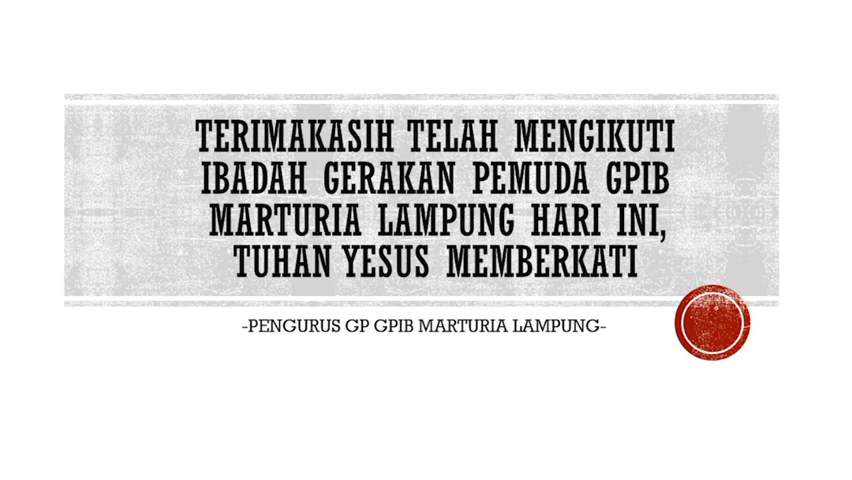 TERIMAKASIH TELAH MENGIKUTI
IBADAH GERAKAN PEMUDA GPIB
MARTURIA LAMPUNG HARI INI,
TUHAN YESUS MEMBERKATI
-PENGURUS GP GPIB MARTURIA LAMPUNG-